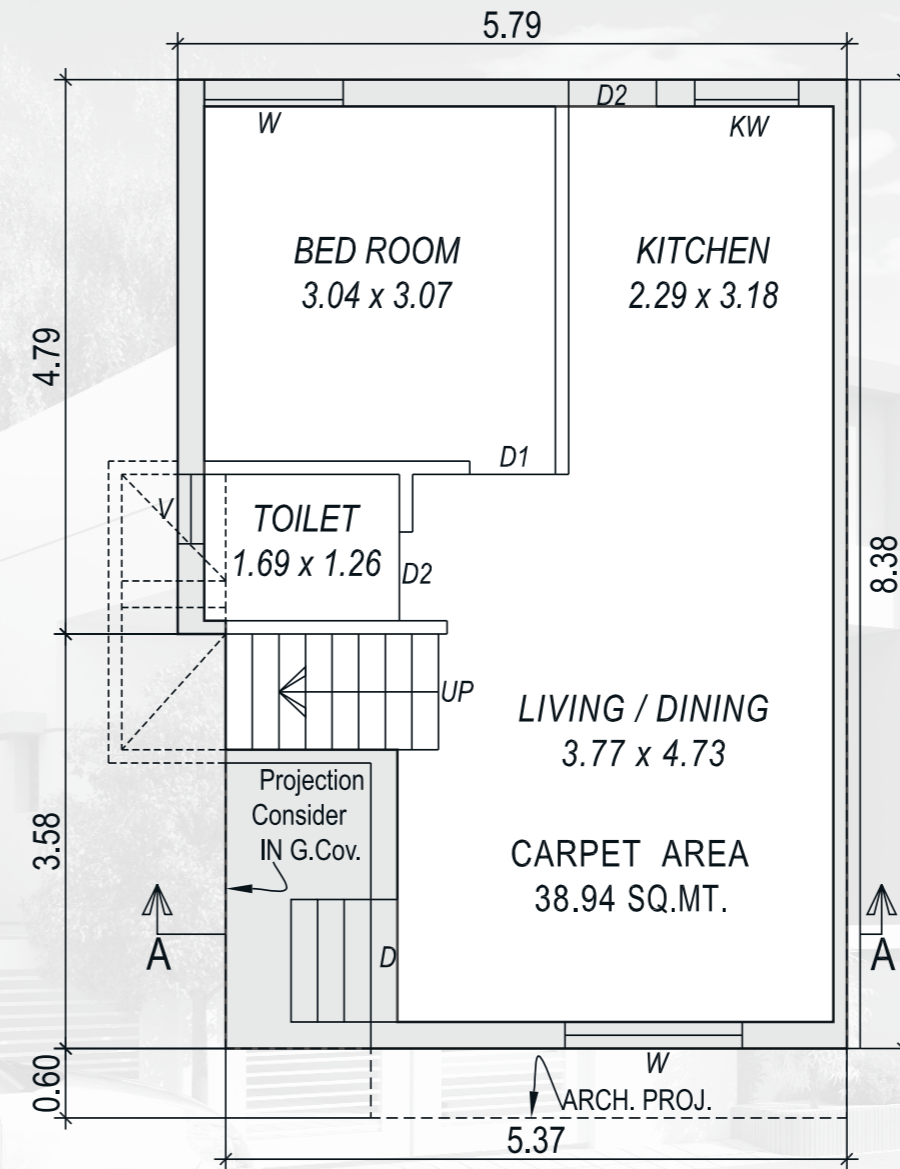 5.79
W
D2
KW
BED ROOM
3.04 x 3.07
KITCHEN
2.29 x 3.18
4.79
D1
V
TOILET
1.69 x 1.26
D2
8.38
UP
LIVING / DINING
3.77 x 4.73
Projection
Consider
IN G.Cov.
3.58
CARPET AREA
38.94 SQ.MT.
A
D
A
W
0.60
ARCH. PROJ.
5.37